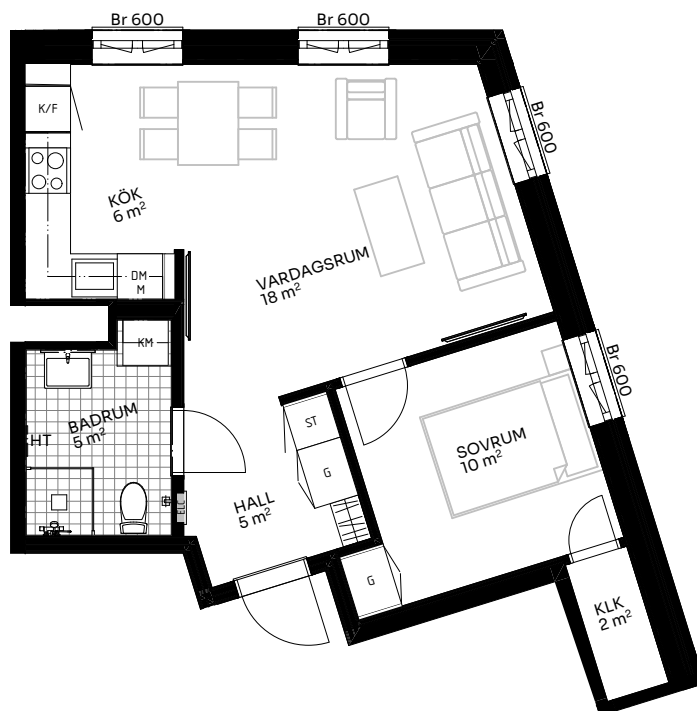 Br 600
Br 600
K/F
Br 600
KÖK
6 m²
VARDAGSRUM
18 m²
DM
M
KM
Br 600
BADRUM
5 m²
HT
ST
G
SOVRUM
10 m²
HALL
5 m²
ELC
G
KLK
2 m²